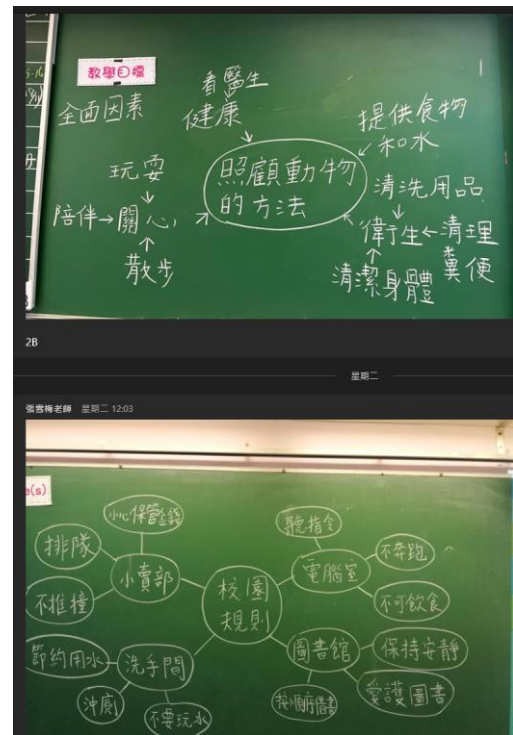 教學目標
全面因素
看醫生
健康
提供食物
和水
照顧動物
的方法
玩耍
陪伴→關心
散步
清洗用品
衞生←清理
糞便
清潔身體
2B
星期二
張雪梅老師 星期二 12:03
e(s)
小心保管金錢
排隊
小賣部
不推撞
校園
規則
聽指令
電腦室
不奔跑
不可飲食
節約用水
洗手間
沖廁
不要玩水
圖書館
保持安靜
愛護圖書